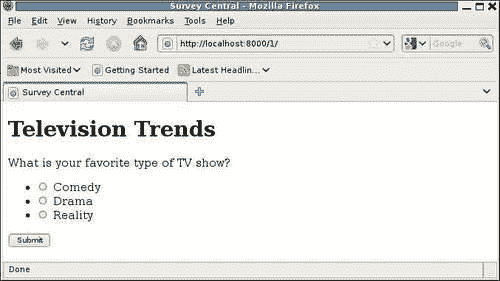 Survey Central - Mozilla Firefox
File Edit View History Bookmarks Tools Help
http://localhost:8000/1/ Google
Most Visited Getting Started Latest Headlin...
Survey Central
Television Trends
What is your favorite type of TV show?
Comedy
Drama
Reality
Submit
Done